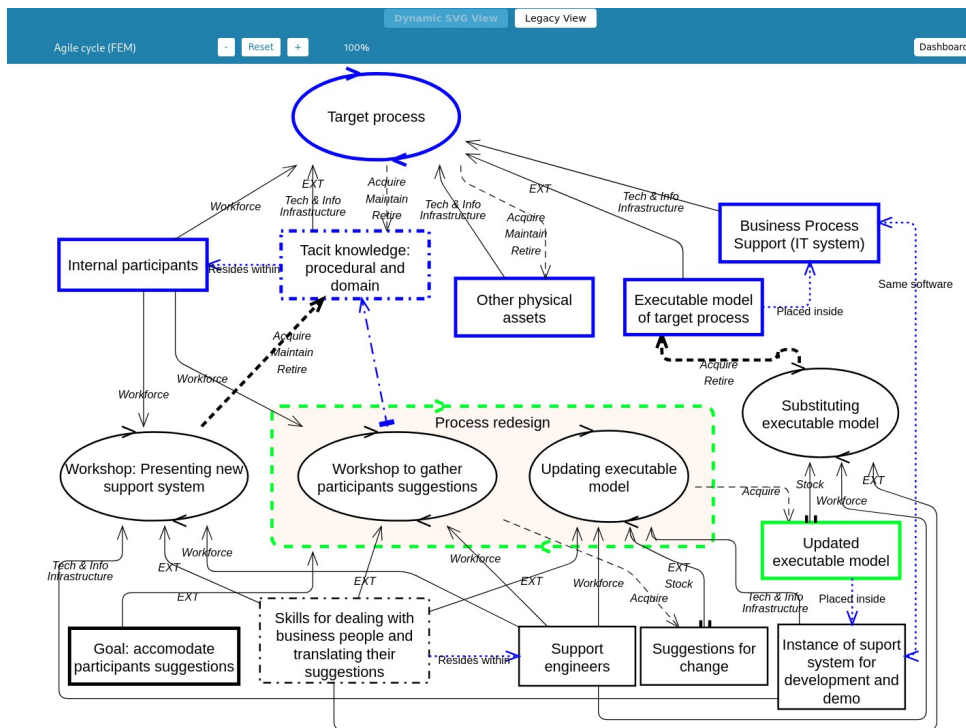 Dynamic SVG View
Legacy View
Agile cycle (FEM)
-
Reset
+
100%
Dashboard
Target process
EXT
Tech & Info
Infrastructure
Acquire
Maintain
Retire
Workforce
Tech & Info
Infrastructure
Acquire
Maintain
Retire
EXT
Tech & Info
Infrastructure
Internal participants
Resides within
Tacit knowledge:
procedural and
domain
Other physical
assets
Executable model
of target process
Business Process
Support (IT system)
Placed inside
Same software
Acquire
Maintain
Retire
Acquire
Retire
Workforce
Workforce
Substituting
executable model
Process redesign
Workshop: Presenting new
support system
Workshop to gather
participants suggestions
Updating executable
model
Acquire
Stock
Workforce
EXT
Updated
executable model
Tech & Info
Infrastructure
EXT
Workforce
EXT
Workforce
EXT
Workforce
Acquire
EXT
Stock
Tech & Info
Infrastructure
Placed inside
Goal: accomodate
participants suggestions
Skills for dealing with
business people and
translating their
suggestions
Resides within
Support
engineers
Suggestions for
change
Instance of suport
system for
development and
demo